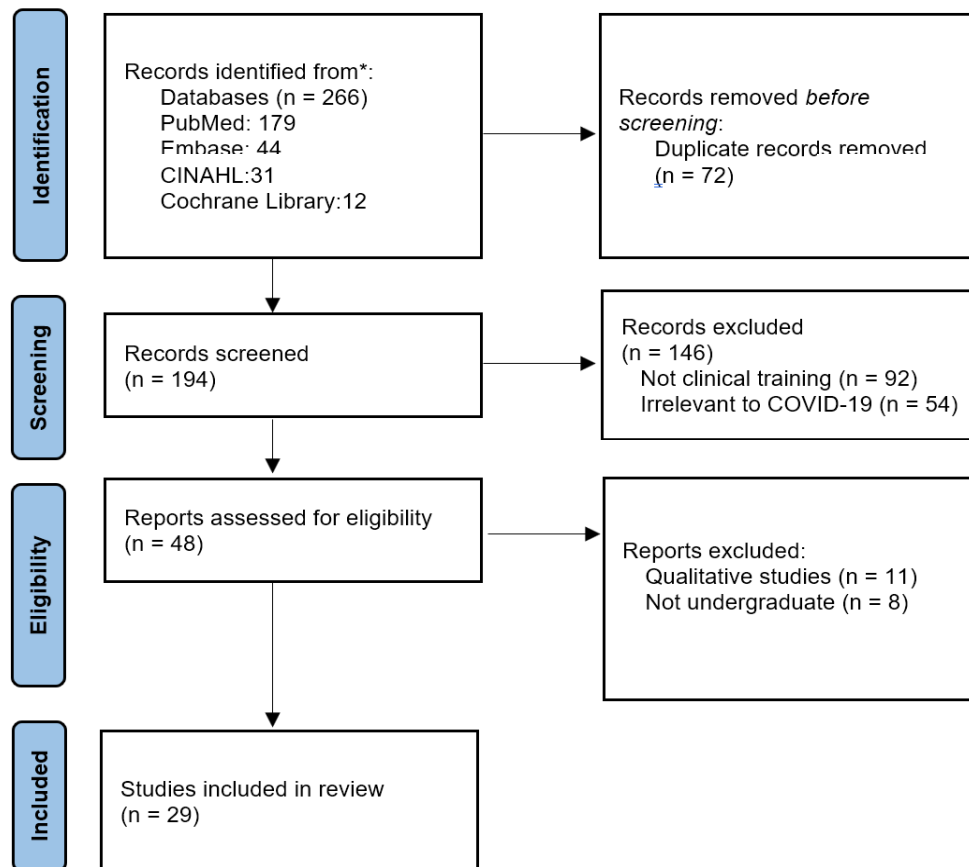 Identification
Records identified from*:
Databases (n = 266)
PubMed: 179
Embase: 44
CINAHL:31
Cochrane Library:12
Records removed before
screening:
Duplicate records removed
(n = 72)
Screening
Records screened
(n = 194)
Records excluded
(n = 146)
Not clinical training (n = 92)
Irrelevant to COVID-19 (n = 54)
Eligibility
Reports assessed for eligibility
(n = 48)
Reports excluded:
Qualitative studies (n = 11)
Not undergraduate (n = 8)
Included
Studies included in review
(n = 29)